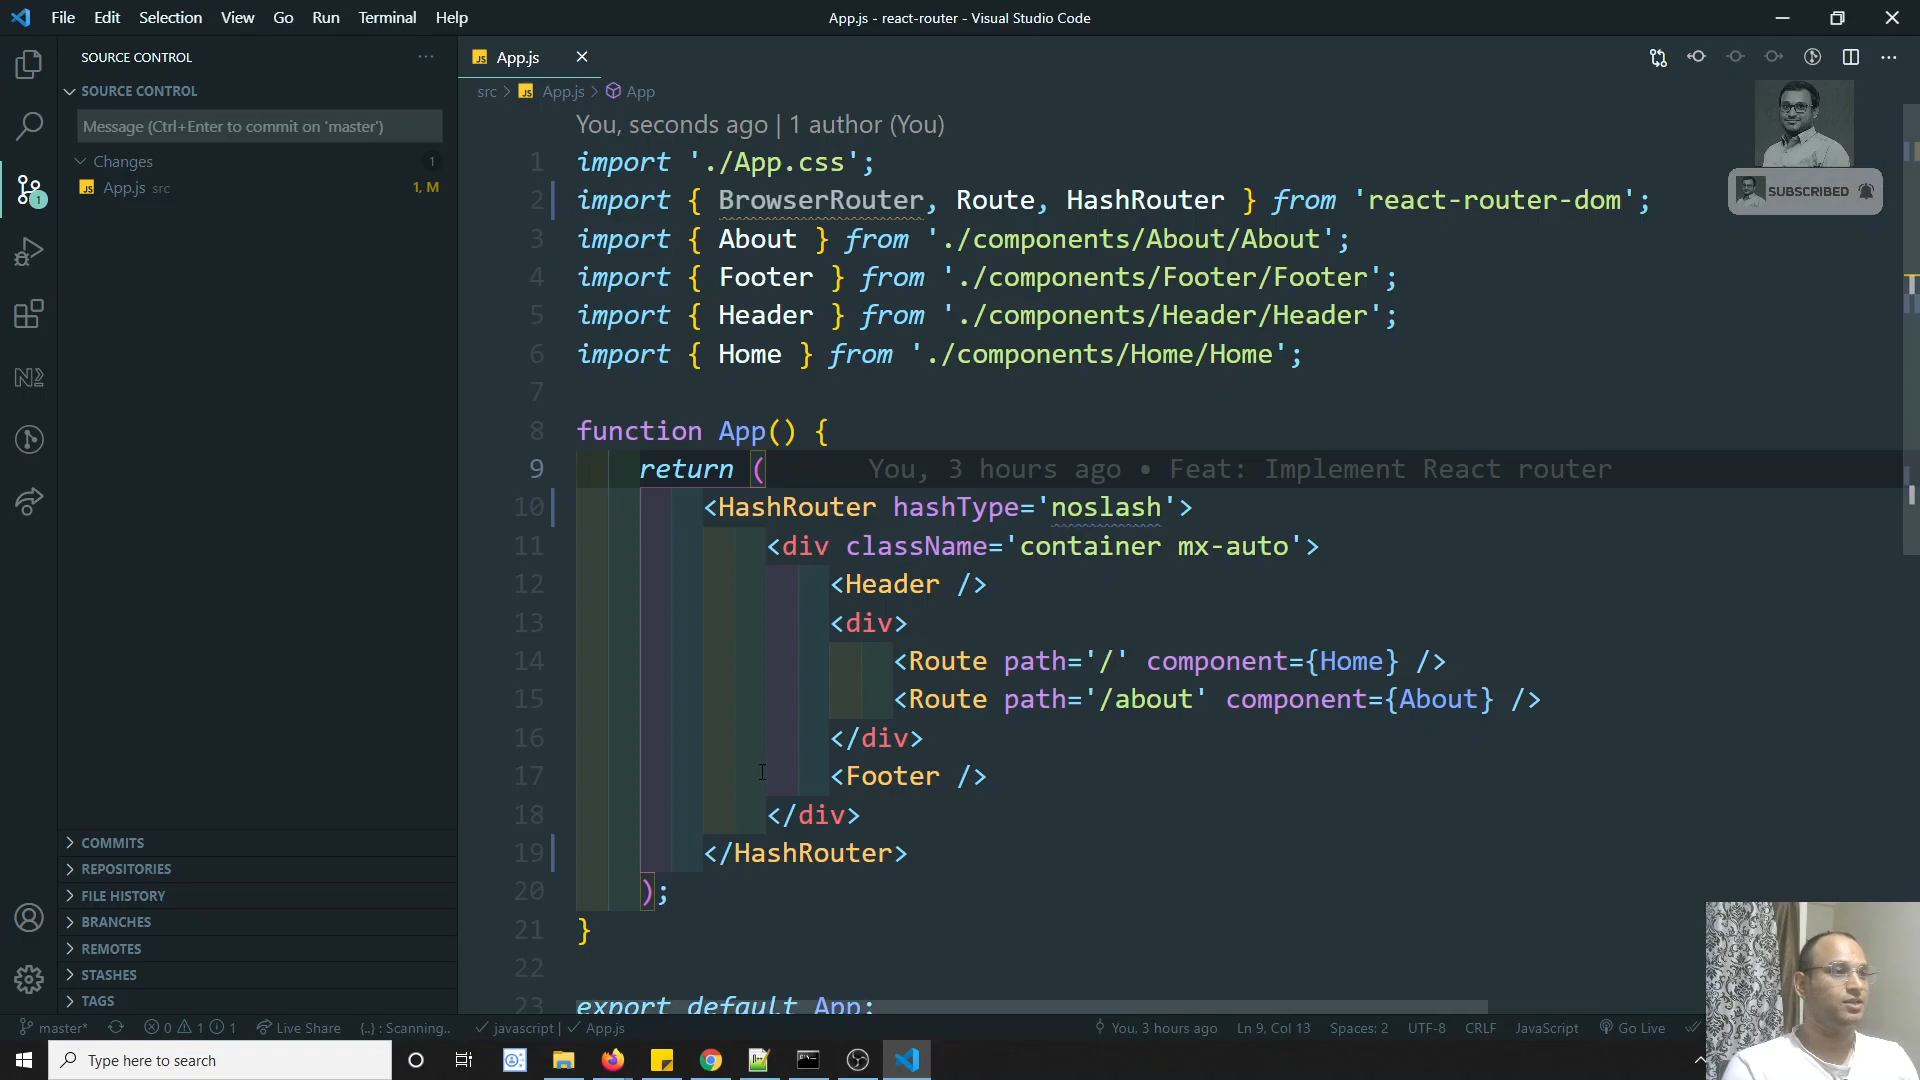 File Edit Selection View Go Run Terminal Help
App.js - react-router - Visual Studio Code
SOURCE CONTROL
SOURCE CONTROL
Message (Ctrl+Enter to commit on 'master')
Changes 1
JS App.js src 1, M
COMMITS
REPOSITORIES
FILE HISTORY
BRANCHES
REMOTES
STASHES
TAGS
JS App.js
src > JS App.js > App
SUBSCRIBED
You, seconds ago | 1 author (You)
1 import './App.css';
2 import { BrowserRouter, Route, HashRouter } from 'react-router-dom';
3 import { About } from './components/About/About';
4 import { Footer } from './components/Footer/Footer';
5 import { Header } from './components/Header/Header';
6 import { Home } from './components/Home/Home';
7
8 function App() {
9 return ( You, 3 hours ago • Feat: Implement React router
10 <HashRouter hashType='noslash'>
11 <div className='container mx-auto'>
12 <Header />
13 <div>
14 <Route path='/' component={Home} />
15 <Route path='/about' component={About} />
16 </div>
17 <Footer />
18 </div>
19 </HashRouter>
20 );
21 }
22
23 export default App;
master* 0 1 1 Live Share {..} : Scanning.. javascript | App.js You, 3 hours ago Ln 9, Col 13 Spaces: 2 UTF-8 CRLF JavaScript Go Live
Type here to search